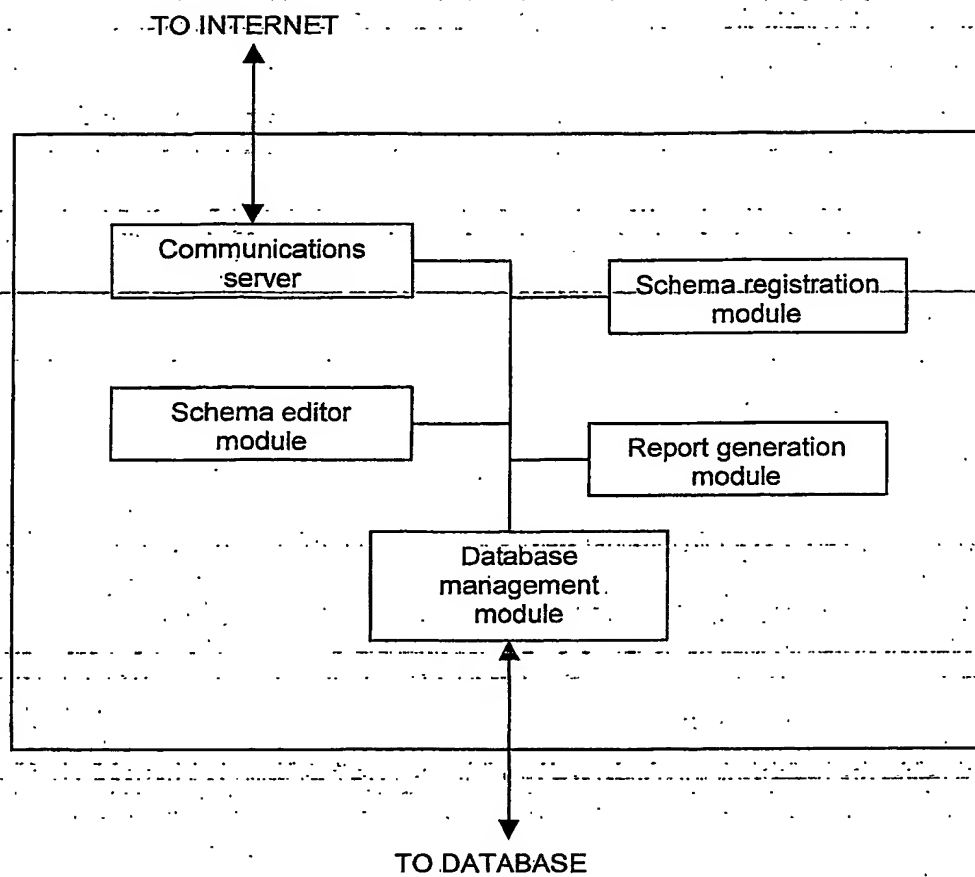 TO INTERNET
Communications
server
Schema registration
module
Schema editor
module
Report generation
module
Database
management
module
TO DATABASE